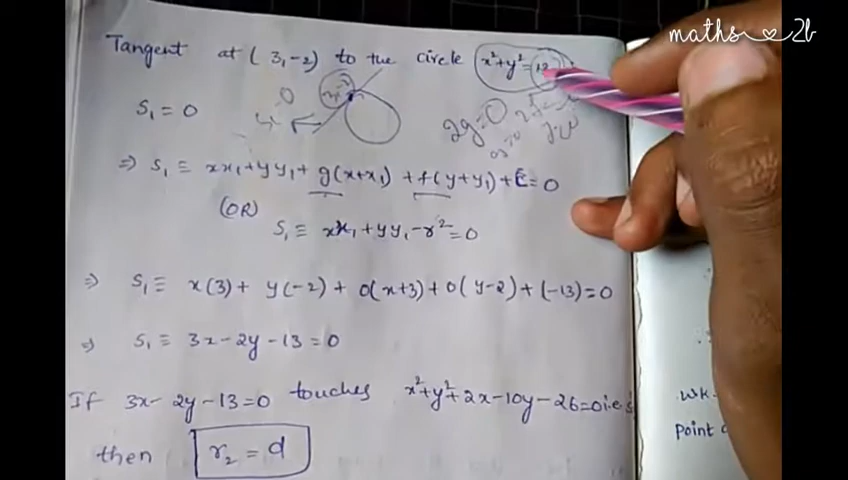 maths 2b
Tangent at (3,-2) to the circle x²+y²=13
S₁ = 0
⇒ S₁ ≡ xx₁+yy₁+ g(x+x₁) + f(y+y₁)+C=0
2g=0
(OR)
S₁ ≡ xx₁+yy₁-r²=0
⇒ S₁ ≡ x(3)+ y(-2) + 0(x+3)+0(y-2)+(-13)=0
⇒ S₁ ≡ 3x-2y-13=0
If 3x-2y-13=0 touches x²+y²+2x-10y-26=0 i.e S
then r₂ = d
WK
Point